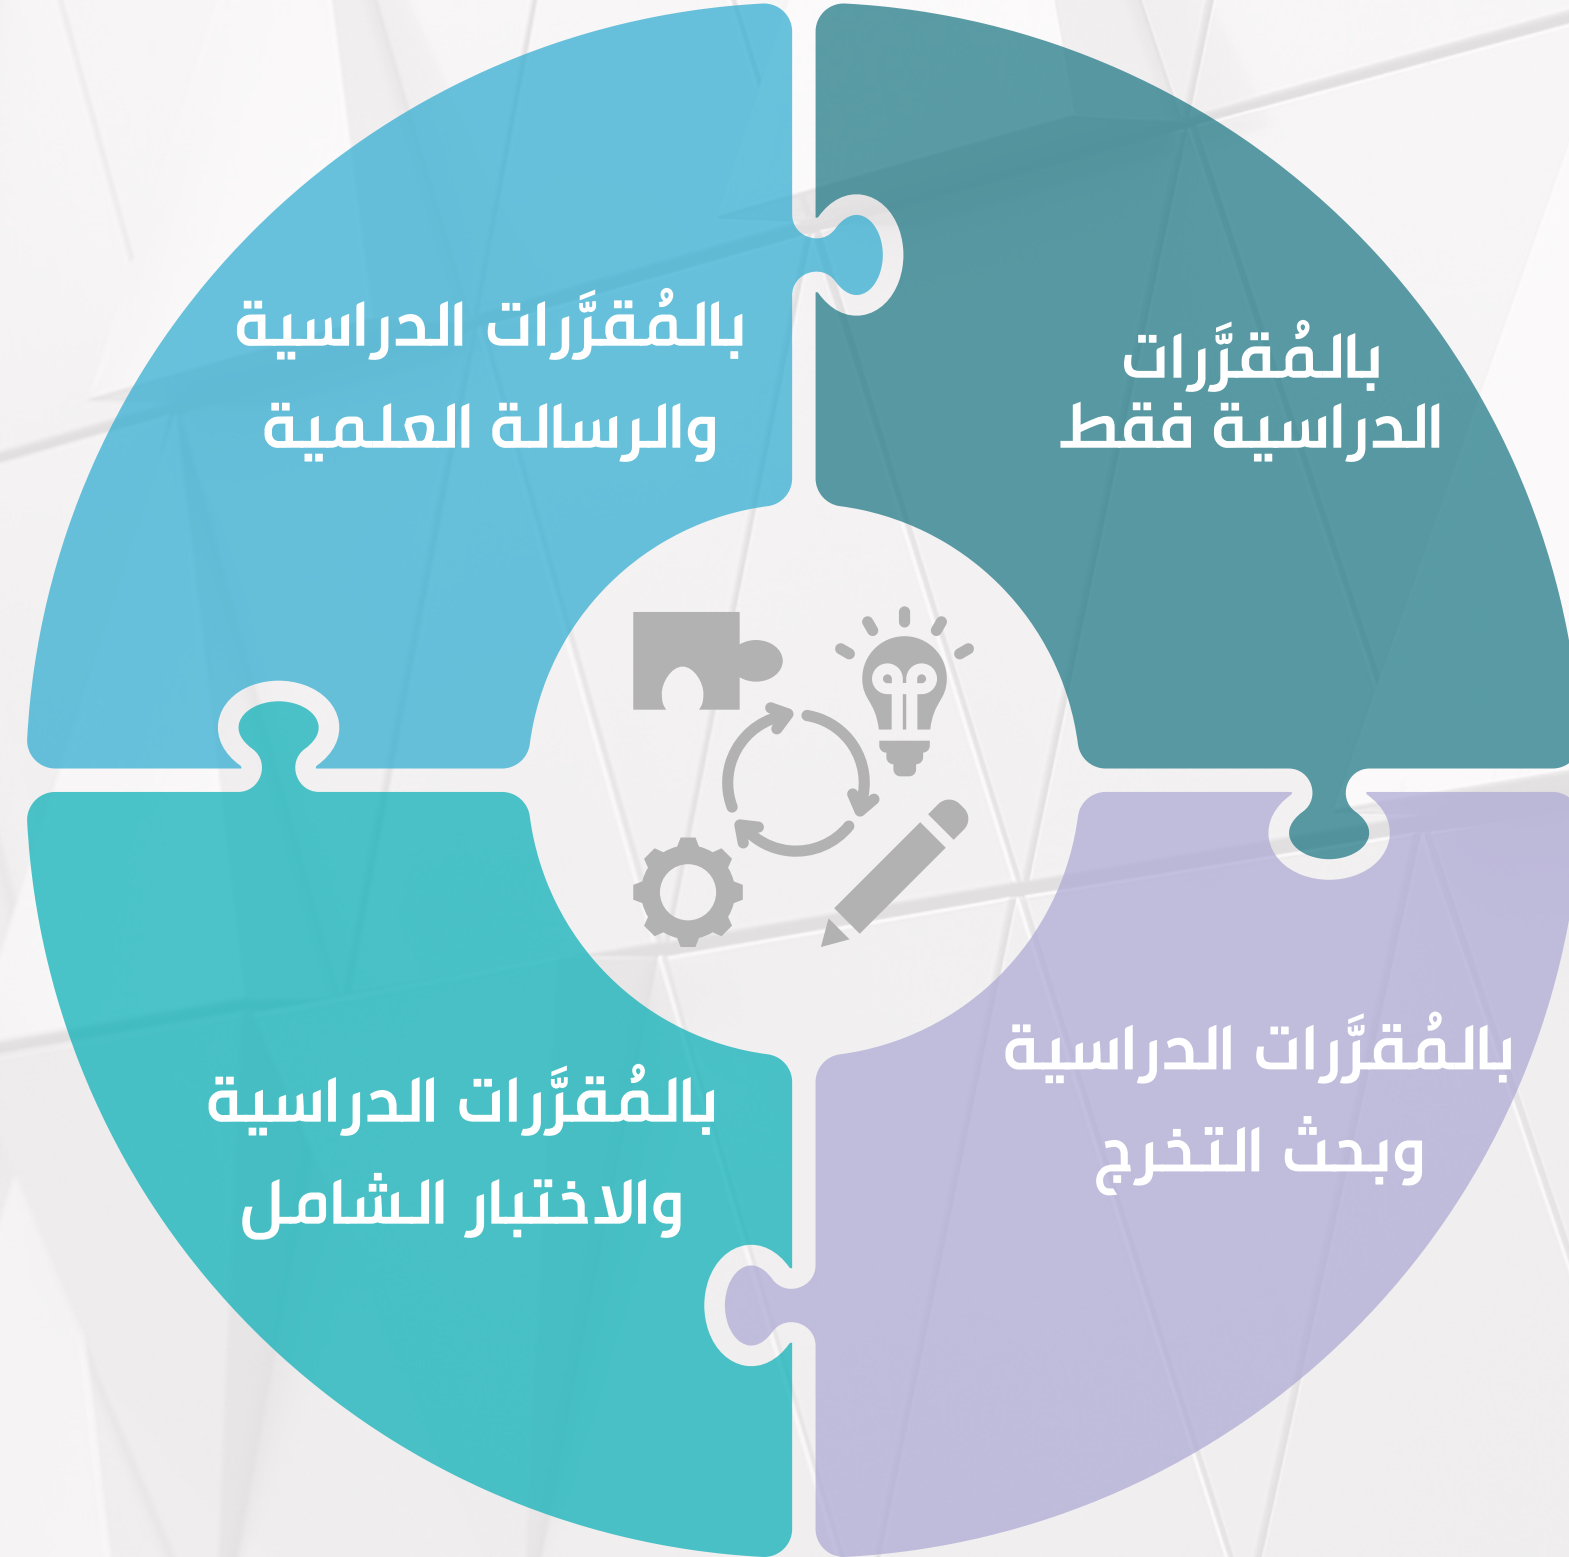 بالمُقرَّرات
الدراسية فقط
بالمُقرَّرات الدراسية
والرسالة العلمية
بالمُقرَّرات الدراسية
وبحث التخرج
بالمُقرَّرات الدراسية
والاختبار الشامل